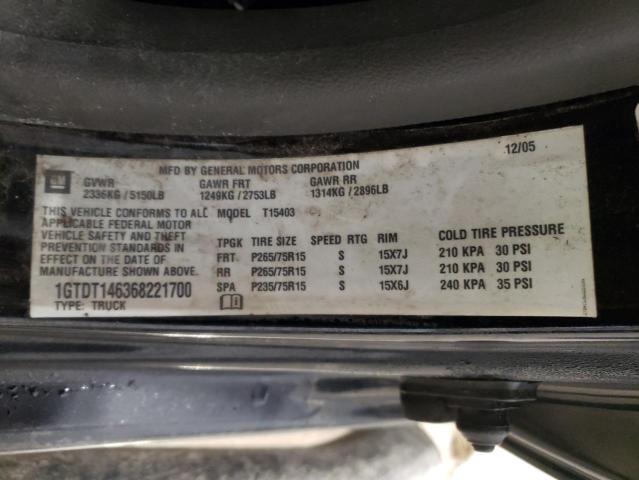 MFD BY GENERAL MOTORS CORPORATION 12/05
GM
GVWR GAWR FRT GAWR RR
2336KG / 5150LB 1249KG / 2753LB 1314KG / 2896LB
THIS VEHICLE CONFORMS TO ALL MODEL T15403
APPLICABLE FEDERAL MOTOR
VEHICLE SAFETY AND THEFT
PREVENTION STANDARDS IN
EFFECT ON THE DATE OF
MANUFACTURE SHOWN ABOVE.
1GTDT146368221700
TYPE: TRUCK
TPGK TIRE SIZE SPEED RTG RIM COLD TIRE PRESSURE
FRT P265/75R15 S 15X7J 210 KPA 30 PSI
RR P265/75R15 S 15X7J 210 KPA 30 PSI
SPA P235/75R15 S 15X6J 240 KPA 35 PSI